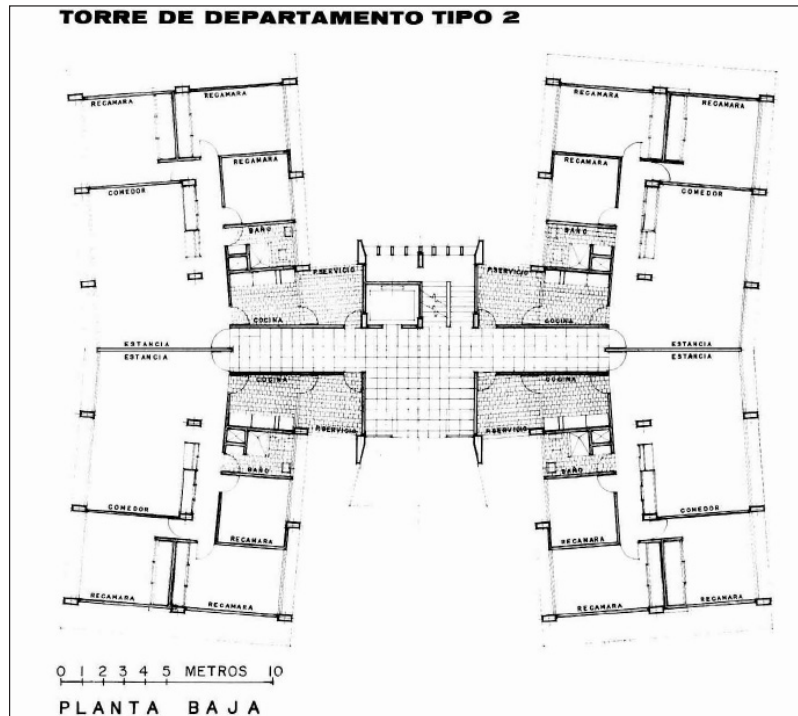 TORRE DE DEPARTAMENTO TIPO 2
RECAMARA
RECAMARA
RECAMARA
RECAMARA
RECAMARA
RECAMARA
COMEDOR
COMEDOR
BAÑO
BAÑO
P.SERVICIO
P.SERVICIO
COCINA
COCINA
ESTANCIA
ESTANCIA
ESTANCIA
ESTANCIA
COCINA
COCINA
P.SERVICIO
P.SERVICIO
BAÑO
BAÑO
COMEDOR
COMEDOR
RECAMARA
RECAMARA
RECAMARA
RECAMARA
RECAMARA
RECAMARA
0 1 2 3 4 5 METROS 10
PLANTA BAJA